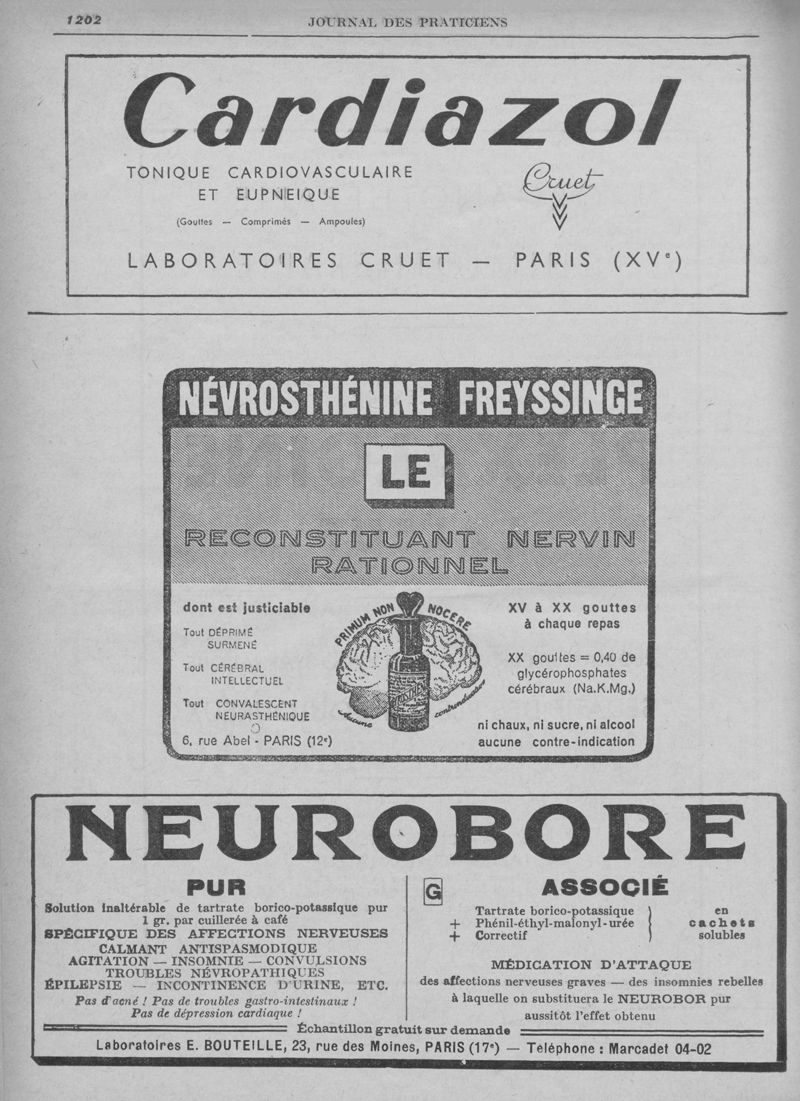 1202
JOURNAL DES PRATICIENS
Cardiazol
TONIQUE CARDIOVASCULAIRE
ET EUPNEIQUE
(Gouttes — Comprimés — Ampoules)
Cruet
LABORATOIRES CRUET — PARIS (XVe)
NÉVROSTHÉNINE FREYSSINGE
LE
RECONSTITUANT NERVIN
RATIONNEL
dont est justiciable
Tout DÉPRIMÉ
SURMENÉ
Tout CÉRÉBRAL
INTELLECTUEL
Tout CONVALESCENT
NEURASTHÉNIQUE
6, rue Abel - PARIS (12e)
PRIMUM NON NOCERE
Aucune contreindication
XV à XX gouttes
à chaque repas
XX gouttes = 0,40 de
glycérophosphates
cérébraux (Na.K.Mg.)
ni chaux, ni sucre, ni alcool
aucune contre-indication
NEUROBORE
PUR
Solution inaltérable de tartrate borico-potassique pur
1 gr. par cuillerée à café
SPÉCIFIQUE DES AFFECTIONS NERVEUSES
CALMANT ANTISPASMODIQUE
AGITATION — INSOMNIE — CONVULSIONS
TROUBLES NÉVROPATHIQUES
ÉPILEPSIE — INCONTINENCE D'URINE, ETC.
Pas d'acné ! Pas de troubles gastro-intestinaux !
Pas de dépression cardiaque !
G
ASSOCIÉ
Tartrate borico-potassique
+ Phénil-éthyl-malonyl-urée
+ Correctif
en
cachets
solubles
MÉDICATION D'ATTAQUE
des affections nerveuses graves — des insomnies rebelles
à laquelle on substituera le NEUROBOR pur
aussitôt l'effet obtenu
Échantillon gratuit sur demande
Laboratoires E. BOUTEILLE, 23, rue des Moines, PARIS (17e) — Teléphone : Marcadet 04-02